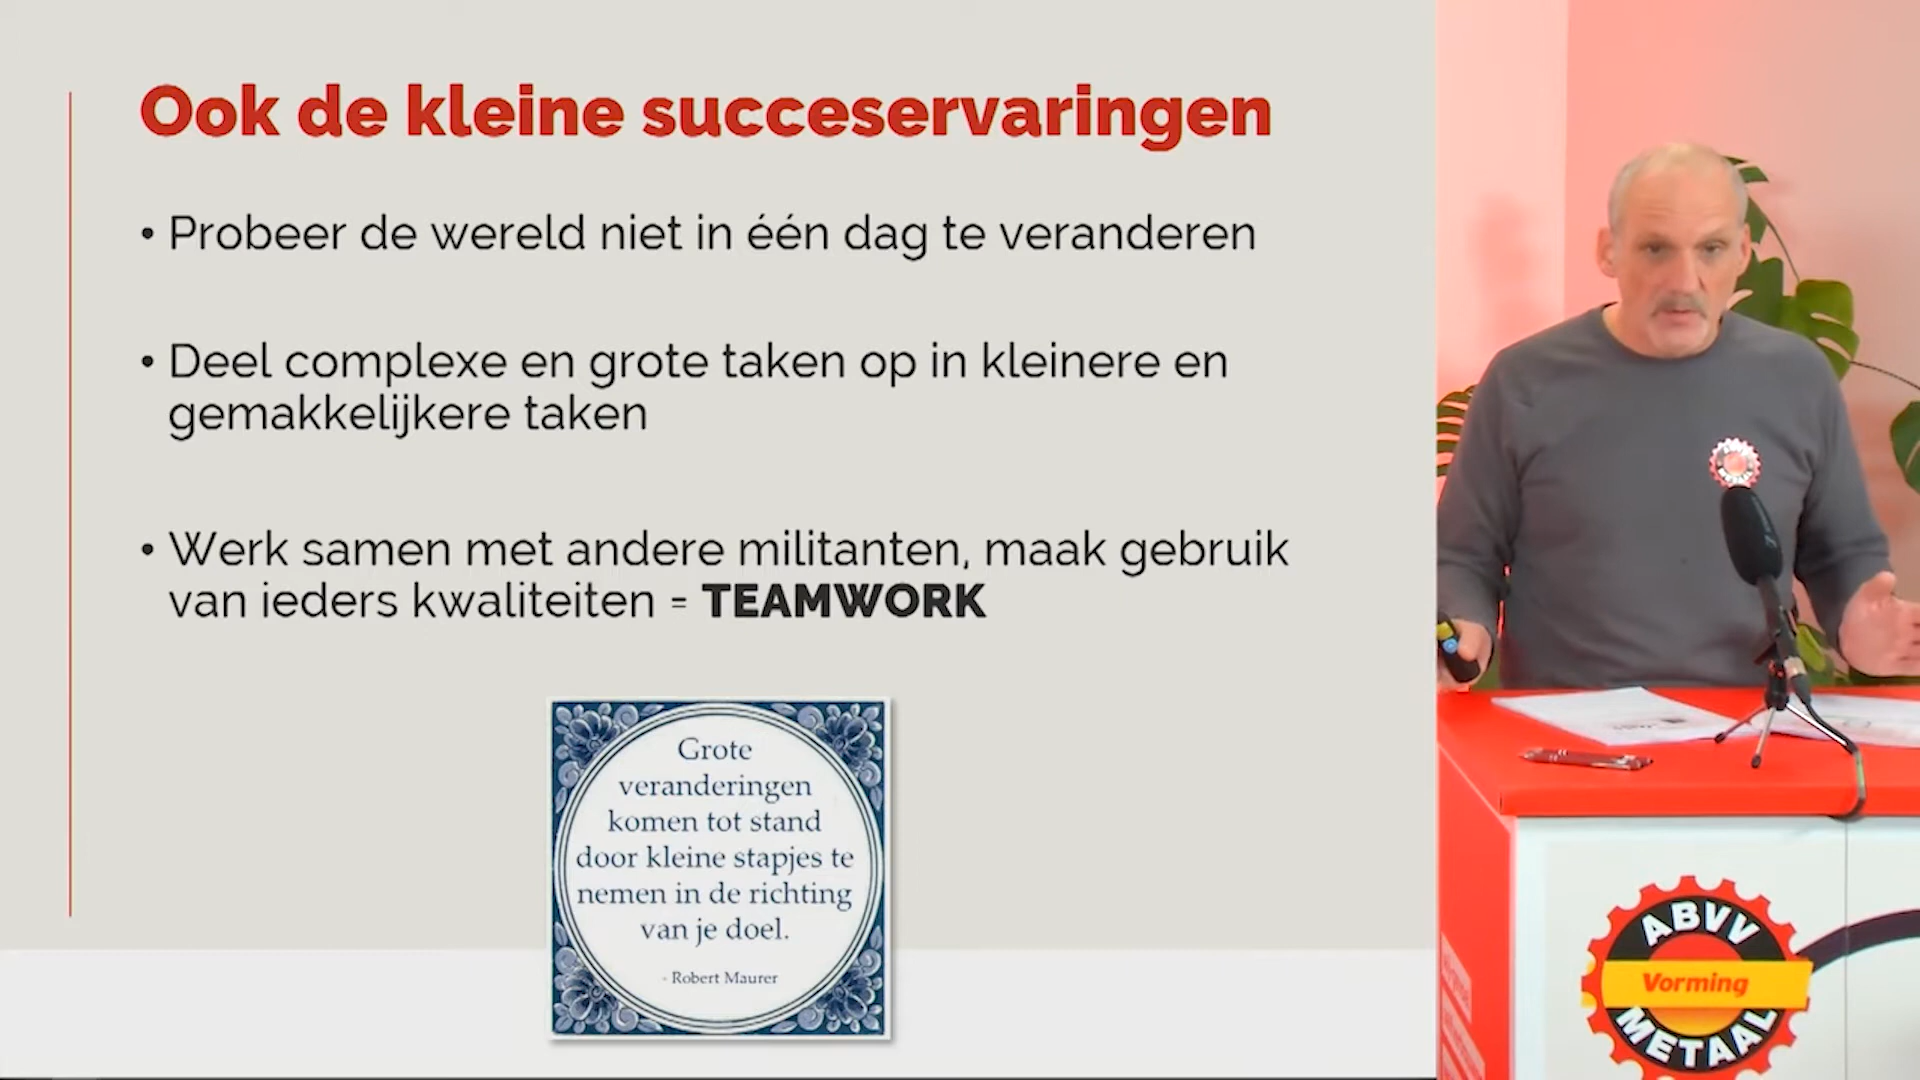 Ook de kleine succeservaringen
• Probeer de wereld niet in één dag te veranderen
• Deel complexe en grote taken op in kleinere en
gemakkelijkere taken
• Werk samen met andere militanten, maak gebruik
van ieders kwaliteiten = TEAMWORK
Grote
veranderingen
komen tot stand
door kleine stapjes te
nemen in de richting
van je doel.
- Robert Maurer
ABVV
Vorming
METAAL